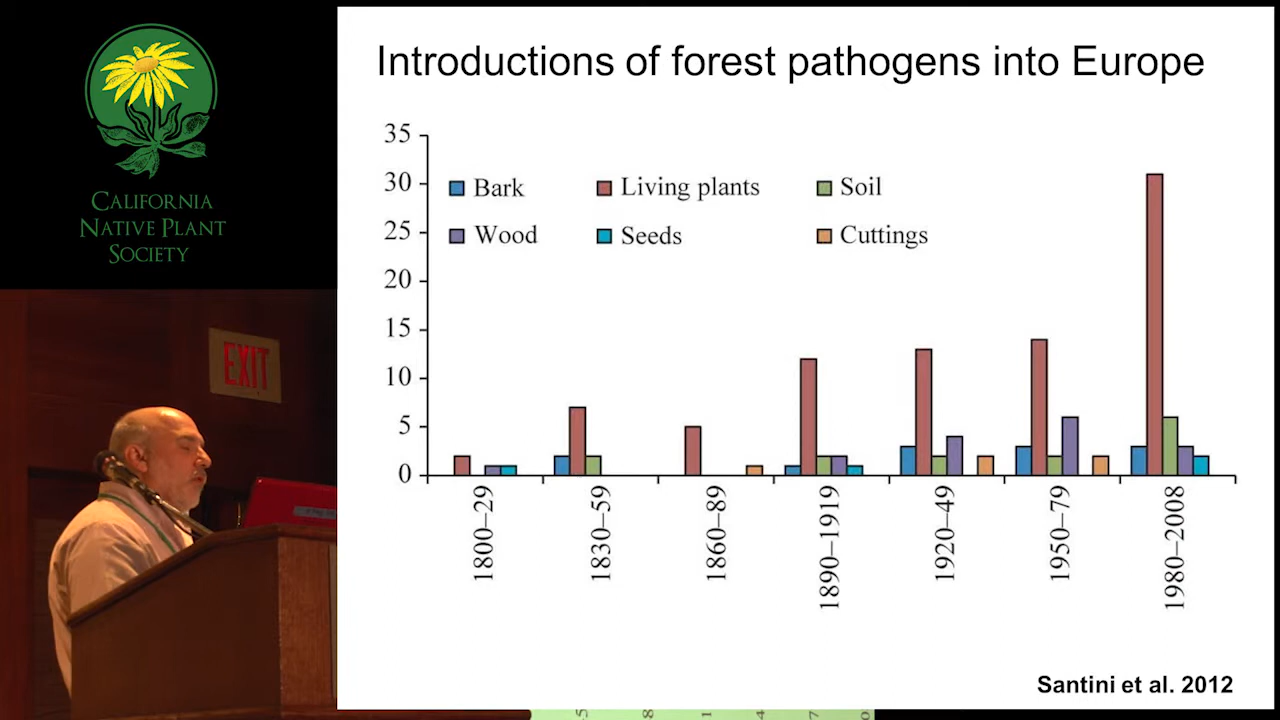 CALIFORNIA
NATIVE PLANT
SOCIETY
EXIT
Introductions of forest pathogens into Europe
35
30
25
20
15
10
5
0
Bark
Living plants
Soil
Wood
Seeds
Cuttings
1800–29
1830–59
1860–89
1890–1919
1920–49
1950–79
1980–2008
Santini et al. 2012